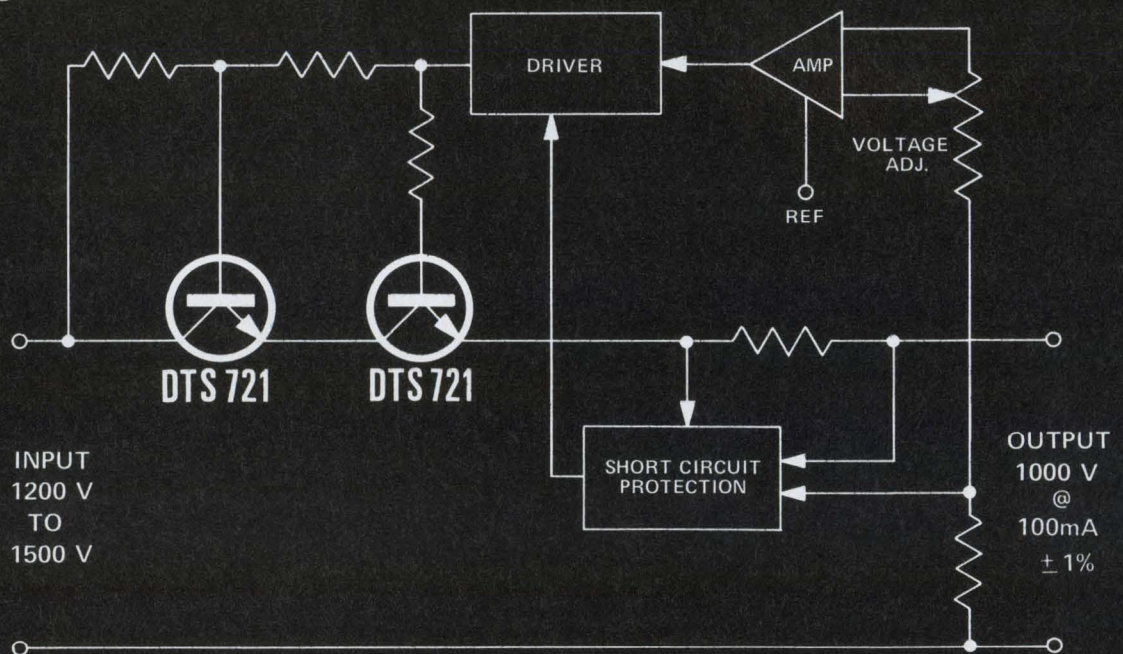 DRIVER
AMP
VOLTAGE
ADJ.
REF
DTS 721
DTS 721
SHORT CIRCUIT
PROTECTION
INPUT
1200 V
TO
1500 V
OUTPUT
1000 V
@
100mA
± 1%